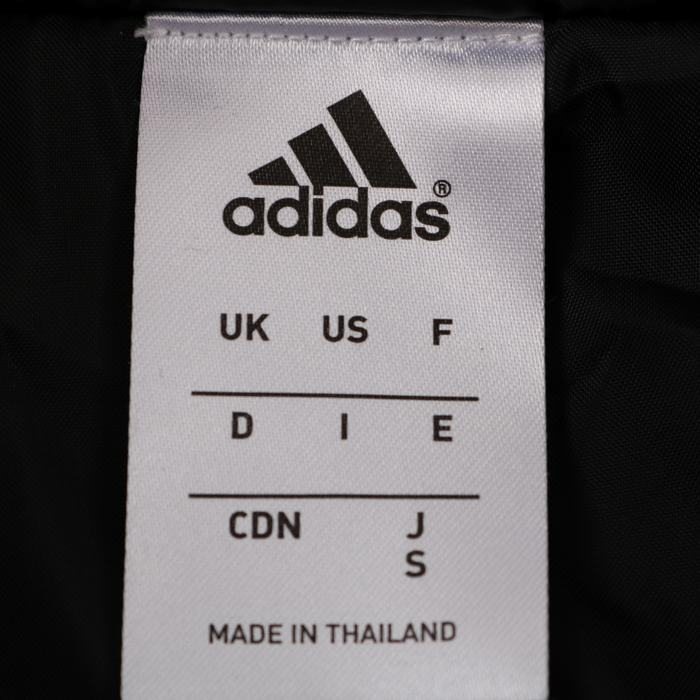 adidas®
UK US F
D I E
CDN J
S
MADE IN THAILAND